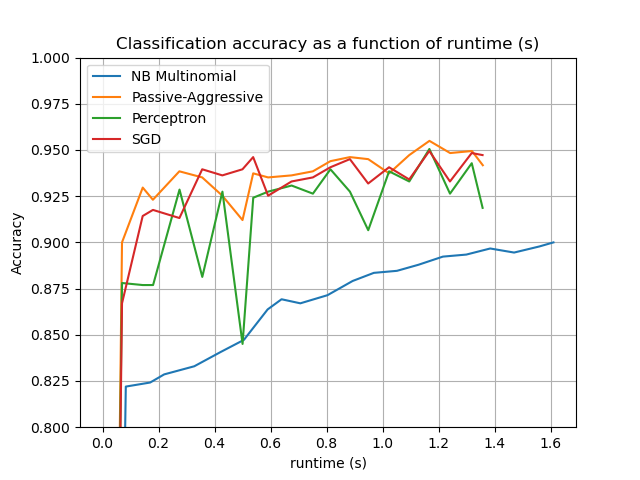 Classification accuracy as a function of runtime (s)
NB Multinomial
Passive-Aggressive
Perceptron
SGD
Accuracy
1.000
0.975
0.950
0.925
0.900
0.875
0.850
0.825
0.800
0.0 0.2 0.4 0.6 0.8 1.0 1.2 1.4 1.6
runtime (s)